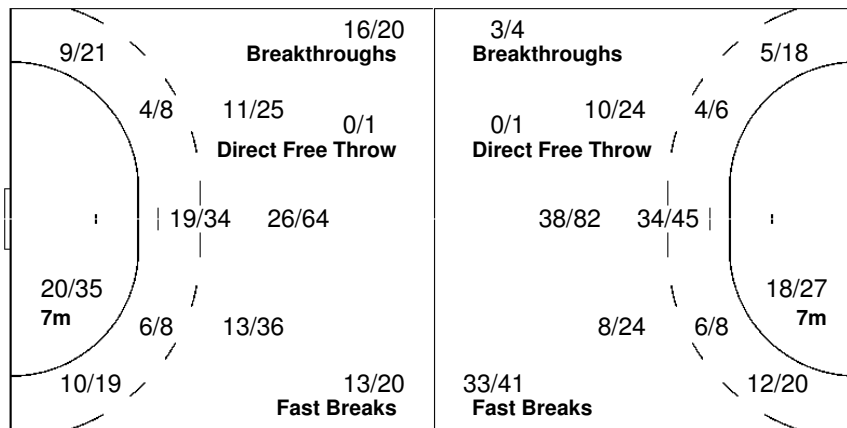 16/20 3/4
9/21 Breakthroughs Breakthroughs 5/18
4/8 11/25 10/24 4/6
0/1 0/1
Direct Free Throw Direct Free Throw
19/34 26/64 38/82 34/45
20/35 18/27
7m 7m
6/8 13/36 8/24 6/8
10/19 13/20 33/41 12/20
Fast Breaks Fast Breaks